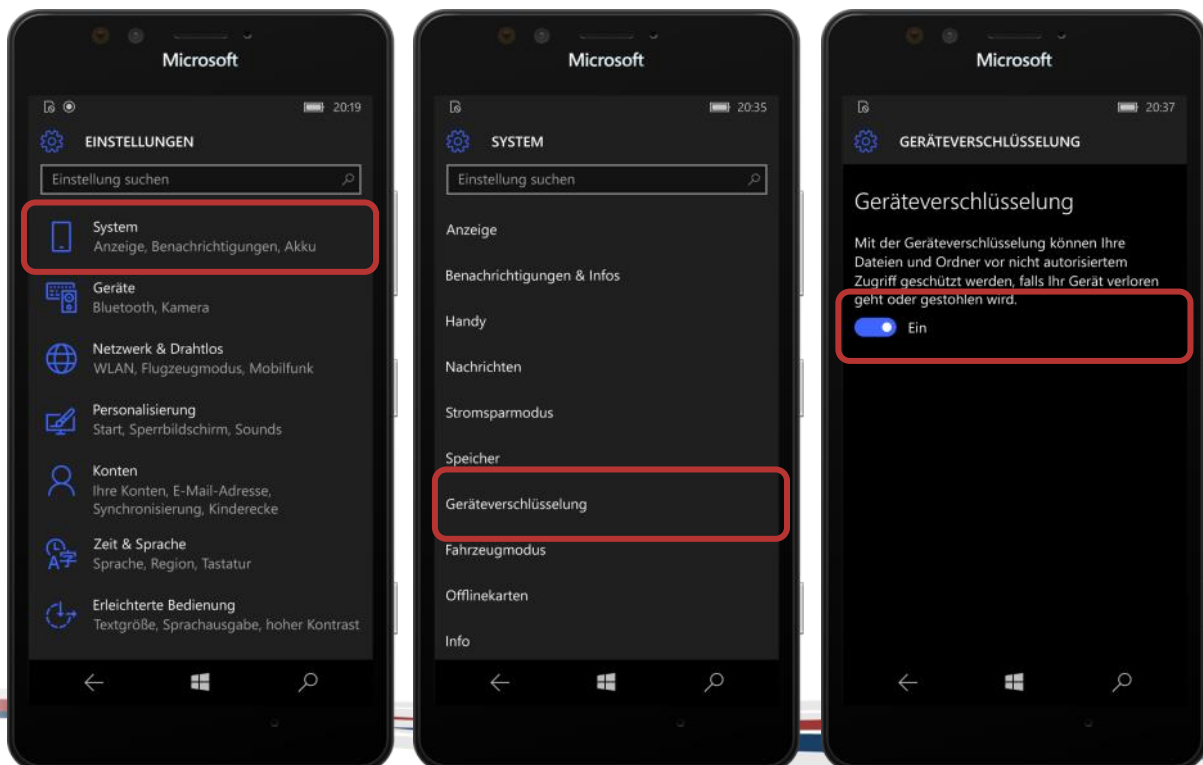 Microsoft
20:19
EINSTELLUNGEN
Einstellung suchen
System
Anzeige, Benachrichtigungen, Akku
Geräte
Bluetooth, Kamera
Netzwerk & Drahtlos
WLAN, Flugzeugmodus, Mobilfunk
Personalisierung
Start, Sperrbildschirm, Sounds
Konten
Ihre Konten, E-Mail-Adresse,
Synchronisierung, Kinderecke
Zeit & Sprache
Sprache, Region, Tastatur
Erleichterte Bedienung
Textgröße, Sprachausgabe, hoher Kontrast
Microsoft
20:35
SYSTEM
Einstellung suchen
Anzeige
Benachrichtigungen & Infos
Handy
Nachrichten
Stromsparmodus
Speicher
Geräteverschlüsselung
Fahrzeugmodus
Offlinekarten
Info
Microsoft
20:37
GERÄTEVERSCHLÜSSELUNG
Geräteverschlüsselung
Mit der Geräteverschlüsselung können Ihre
Dateien und Ordner vor nicht autorisiertem
Zugriff geschützt werden, falls Ihr Gerät verloren
geht oder gestohlen wird.
Ein